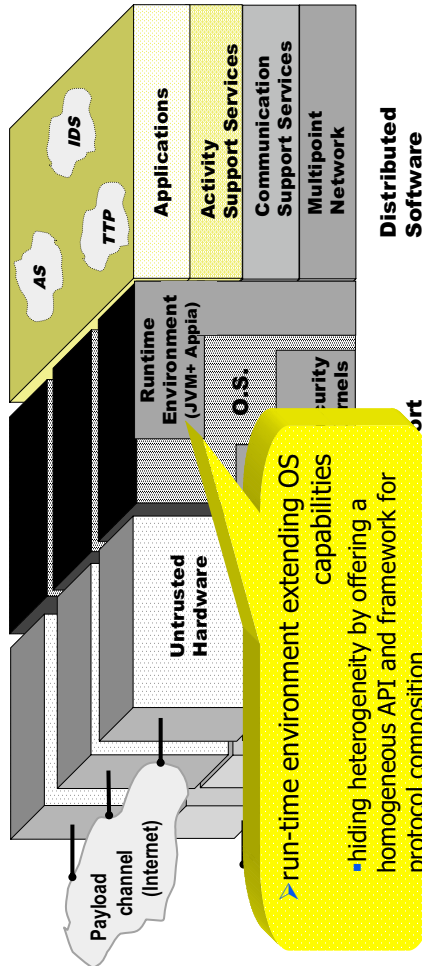 AS
TTP
IDS
Applications
Activity
Support Services
Communication
Support Services
Multipoint
Network
Distributed
Software
Runtime
Environment
(JVM+ Appia)
O.S.
Untrusted
Hardware
Payload
channel
(Internet)
run-time environment extending OS
capabilities
hiding heterogeneity by offering a
homogeneous API and framework for
protocol composition